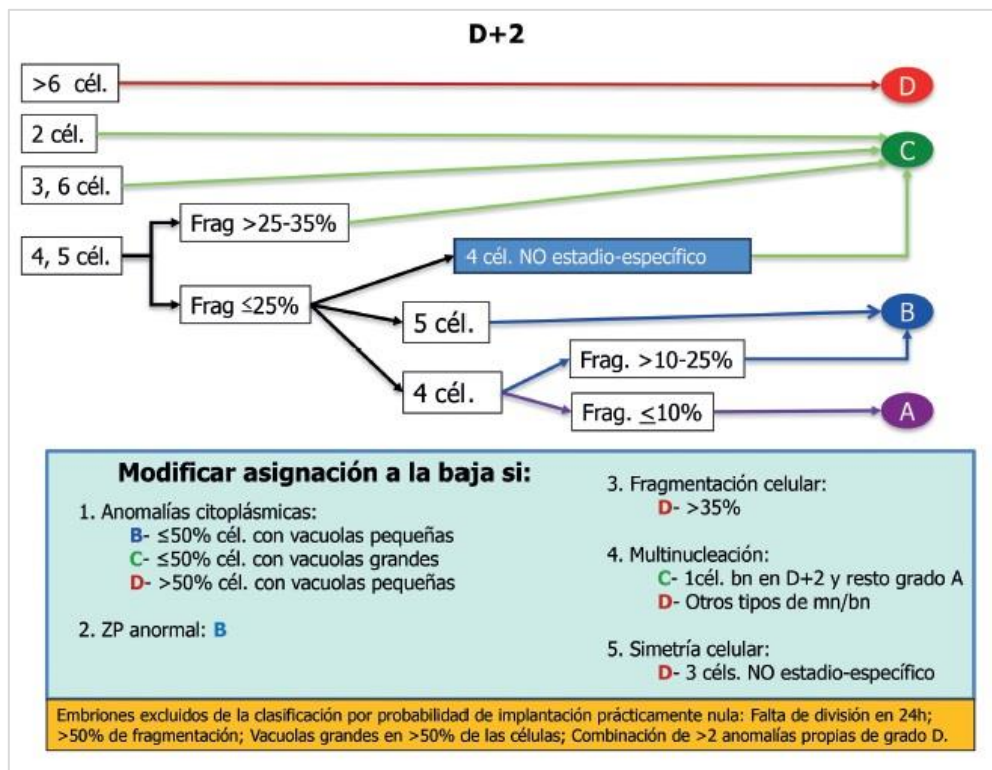 D+2
>6 cél.
D
2 cél.
C
3, 6 cél.
Frag >25-35%
4, 5 cél.
4 cél. NO estadio-específico
Frag ≤25%
5 cél.
B
Frag. >10-25%
4 cél.
Frag. ≤10%
A
Modificar asignación a la baja si:
1. Anomalías citoplásmicas:
B- ≤50% cél. con vacuolas pequeñas
C- ≤50% cél. con vacuolas grandes
D- >50% cél. con vacuolas pequeñas
2. ZP anormal: B
3. Fragmentación celular:
D- >35%
4. Multinucleación:
C- 1cél. bn en D+2 y resto grado A
D- Otros tipos de mn/bn
5. Simetría celular:
D- 3 céls. NO estadio-específico
Embriones excluidos de la clasificación por probabilidad de implantación prácticamente nula: Falta de división en 24h;
>50% de fragmentación; Vacuolas grandes en >50% de las células; Combinación de >2 anomalías propias de grado D.